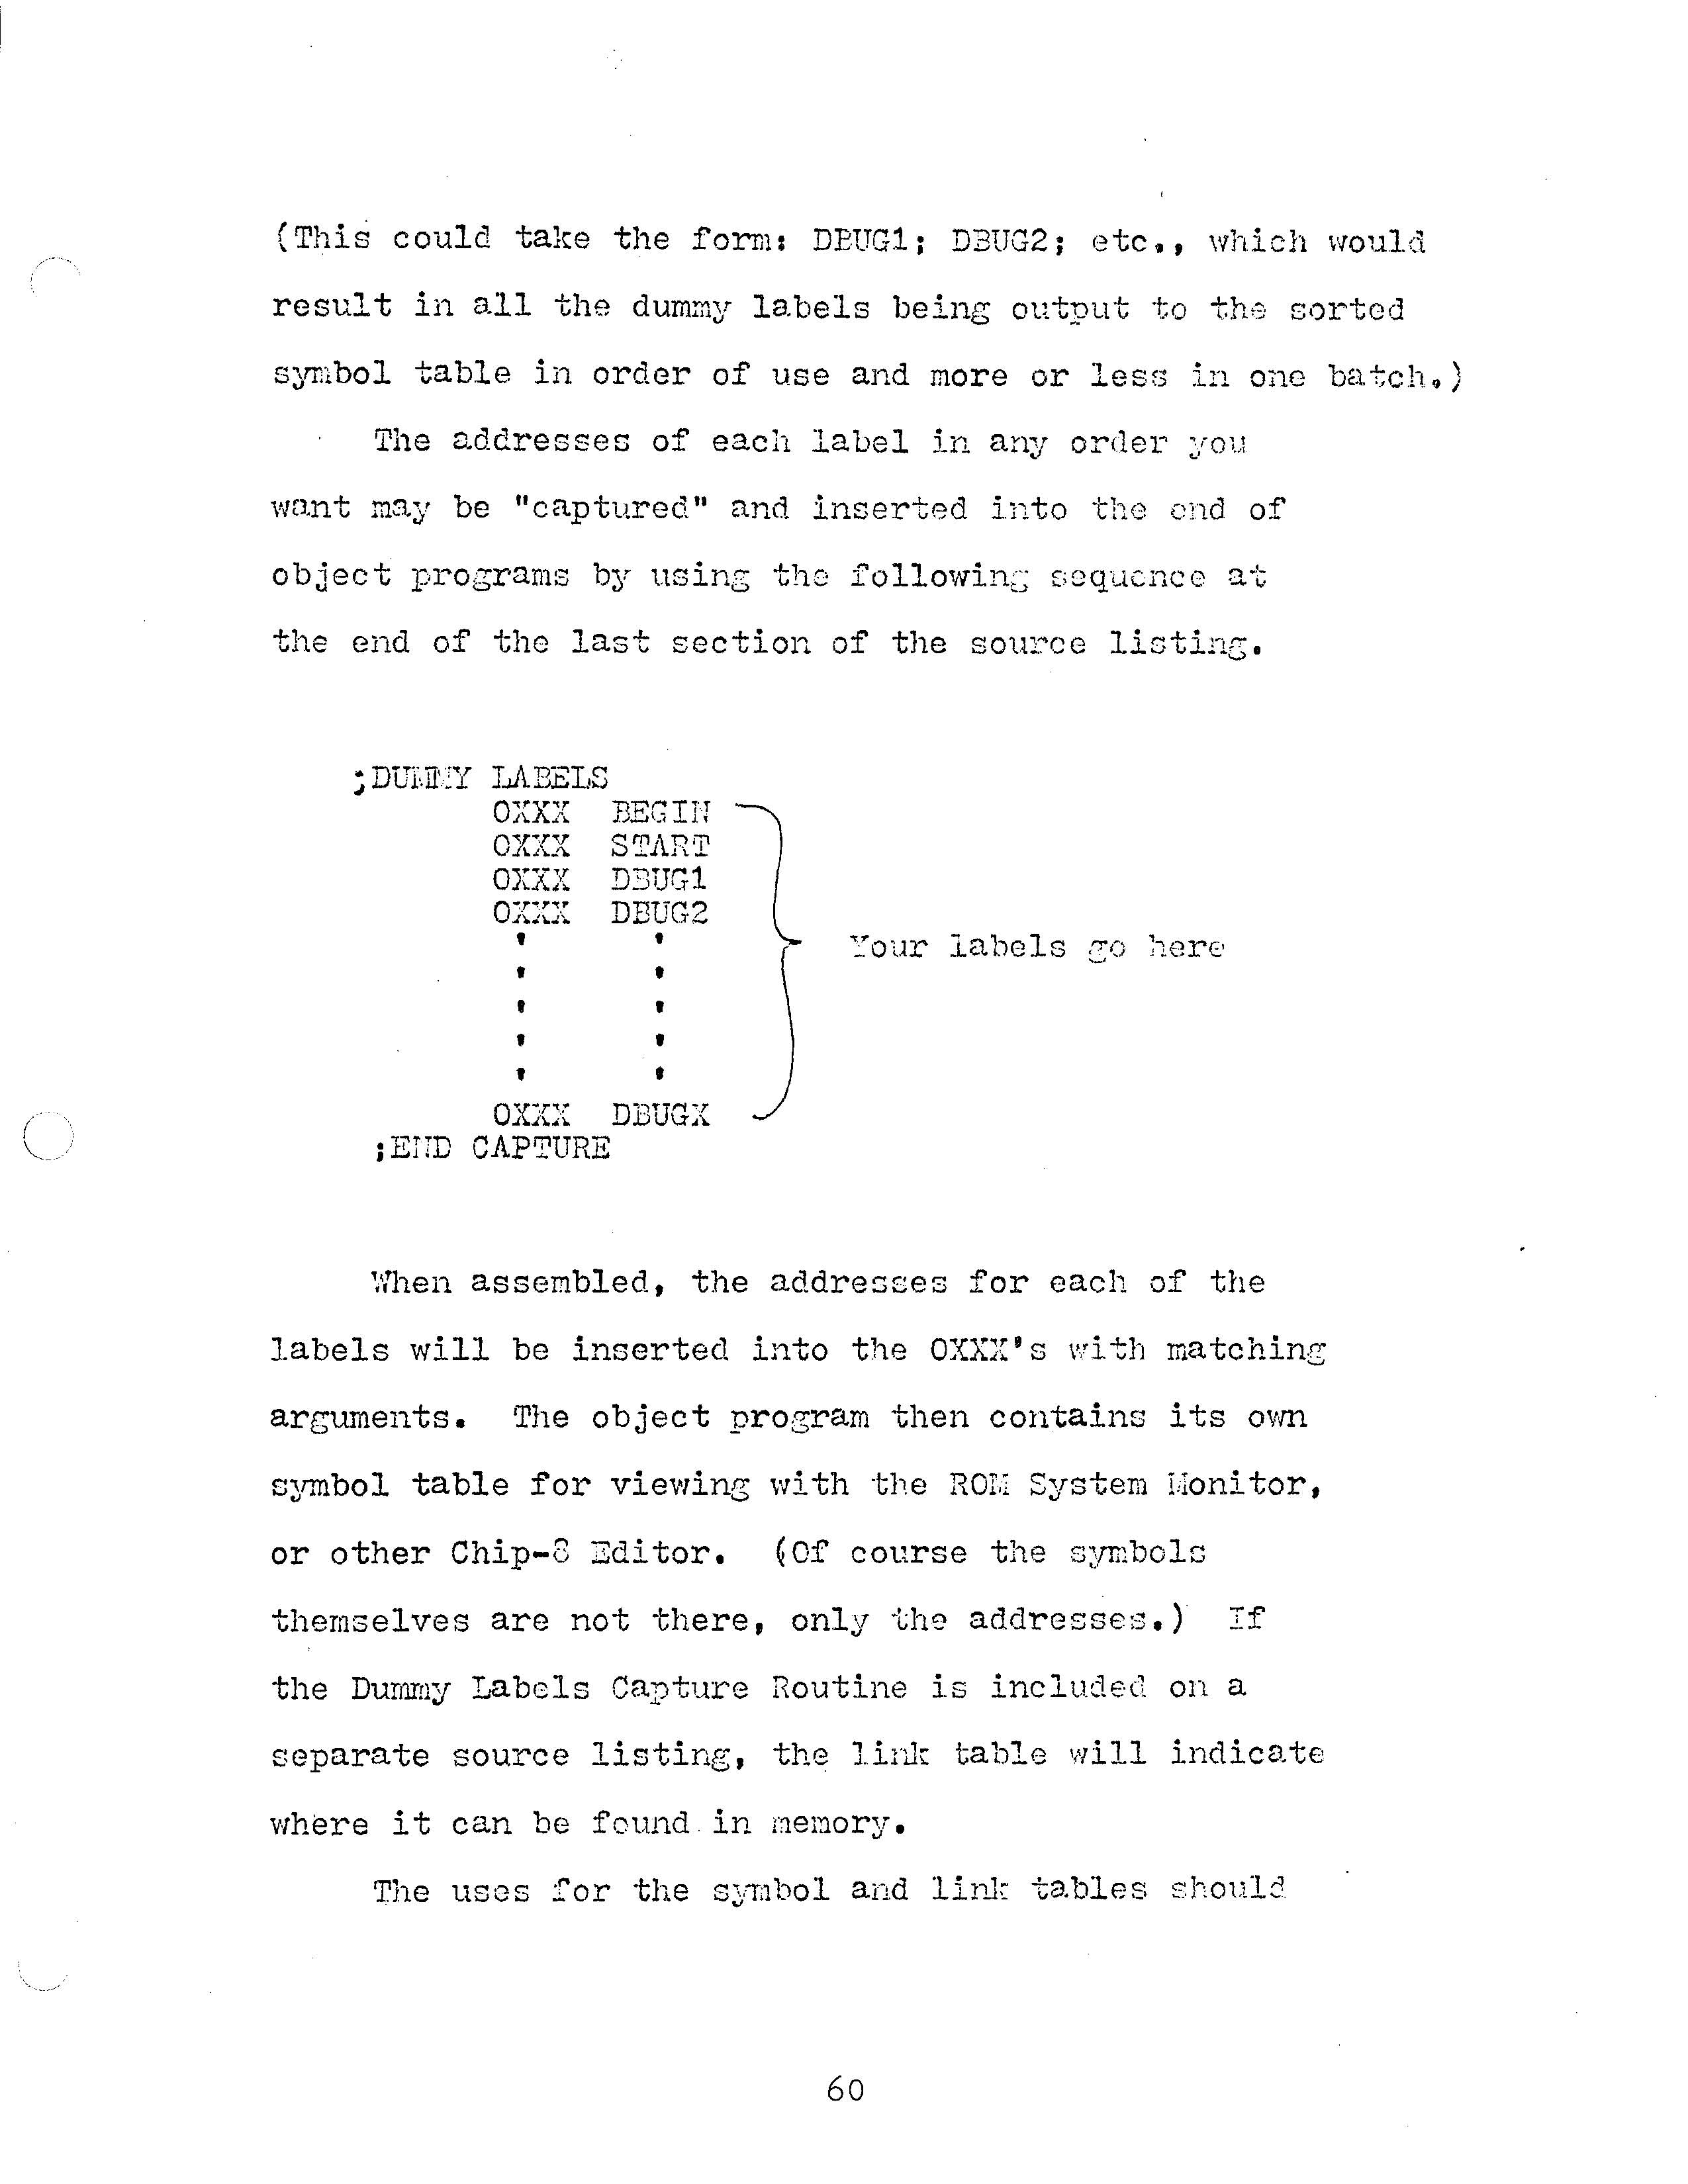 (This could take the form: DBUG1; DBUG2; etc., which would
result in all the dummy labels being output to the sorted
symbol table in order of use and more or less in one batch.)
The addresses of each label in any order you
want may be "captured" and inserted into the end of
object programs by using the following sequence at
the end of the last section of the source listing.
;DUMMY LABELS
OXXX BEGIN
OXXX START
OXXX DBUG1
OXXX DBUG2
' '
' '
' '
' '
' '
Your labels go here
OXXX DBUGX
;END CAPTURE
When assembled, the addresses for each of the
labels will be inserted into the OXXX's with matching
arguments. The object program then contains its own
symbol table for viewing with the ROM System Monitor,
or other Chip-8 Editor. (Of course the symbols
themselves are not there, only the addresses.) If
the Dummy Labels Capture Routine is included on a
separate source listing, the link table will indicate
where it can be found in memory.
The uses for the symbol and link tables should
60